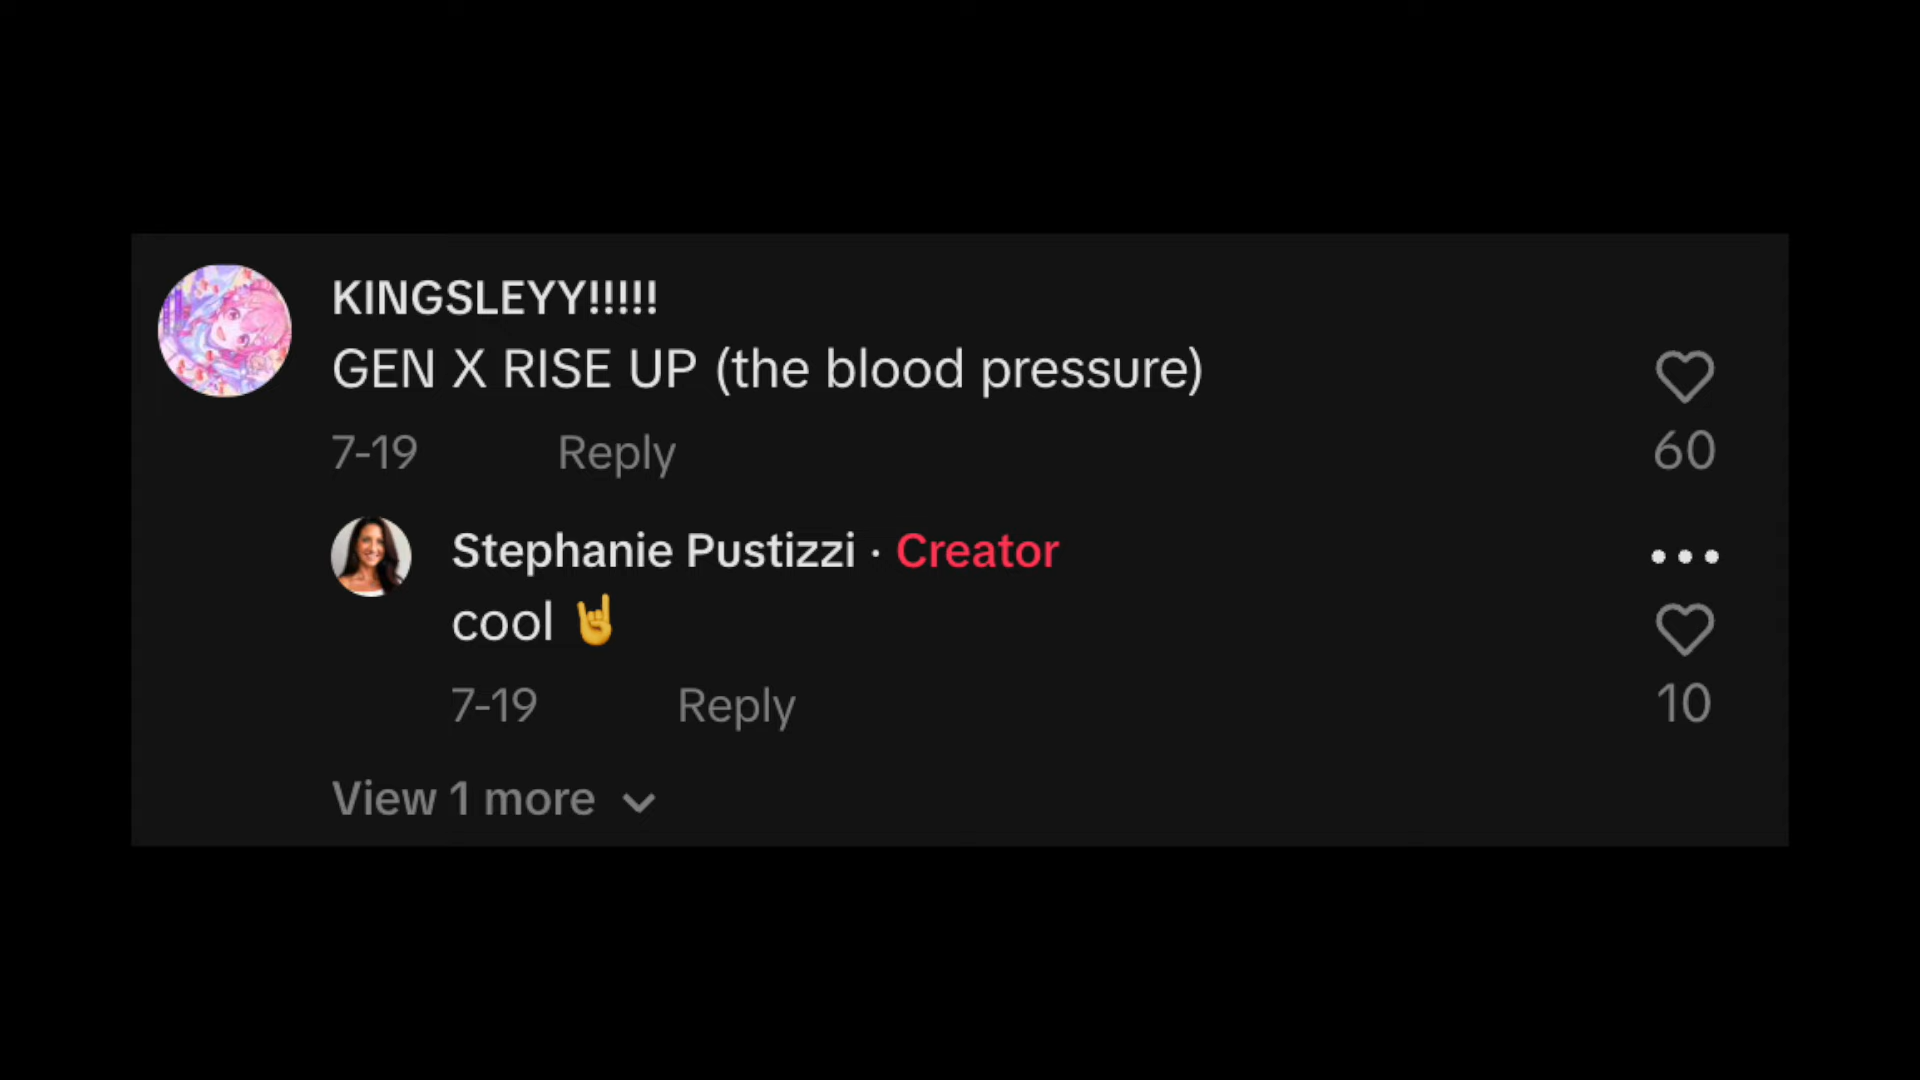 KINGSLEYY!!!!!
GEN X RISE UP (the blood pressure)
7-19 Reply
60
Stephanie Pustizzi · Creator
cool 🤘
7-19 Reply
10
View 1 more